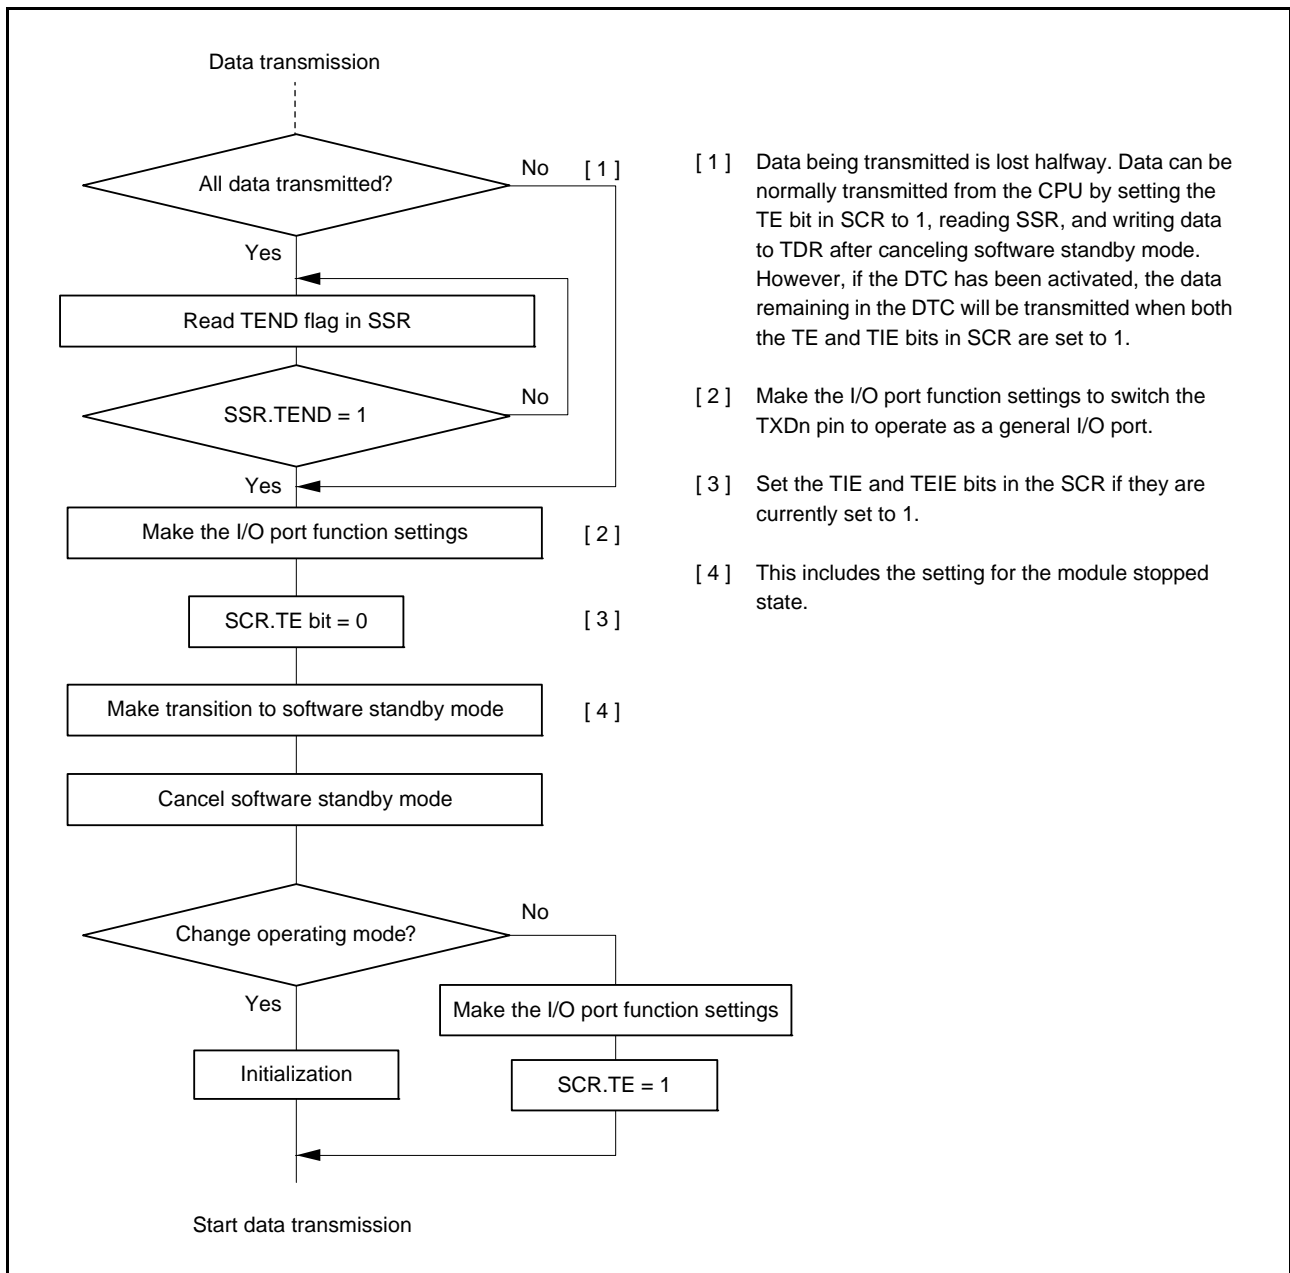 Data transmission
All data transmitted?
No
[ 1 ]
Yes
Read TEND flag in SSR
SSR.TEND = 1
No
Yes
Make the I/O port function settings
[ 2 ]
SCR.TE bit = 0
[ 3 ]
Make transition to software standby mode
[ 4 ]
Cancel software standby mode
Change operating mode?
No
Yes
Make the I/O port function settings
Initialization
SCR.TE = 1
Start data transmission
[ 1 ] Data being transmitted is lost halfway. Data can be
normally transmitted from the CPU by setting the
TE bit in SCR to 1, reading SSR, and writing data
to TDR after canceling software standby mode.
However, if the DTC has been activated, the data
remaining in the DTC will be transmitted when both
the TE and TIE bits in SCR are set to 1.
[ 2 ] Make the I/O port function settings to switch the
TXDn pin to operate as a general I/O port.
[ 3 ] Set the TIE and TEIE bits in the SCR if they are
currently set to 1.
[ 4 ] This includes the setting for the module stopped
state.